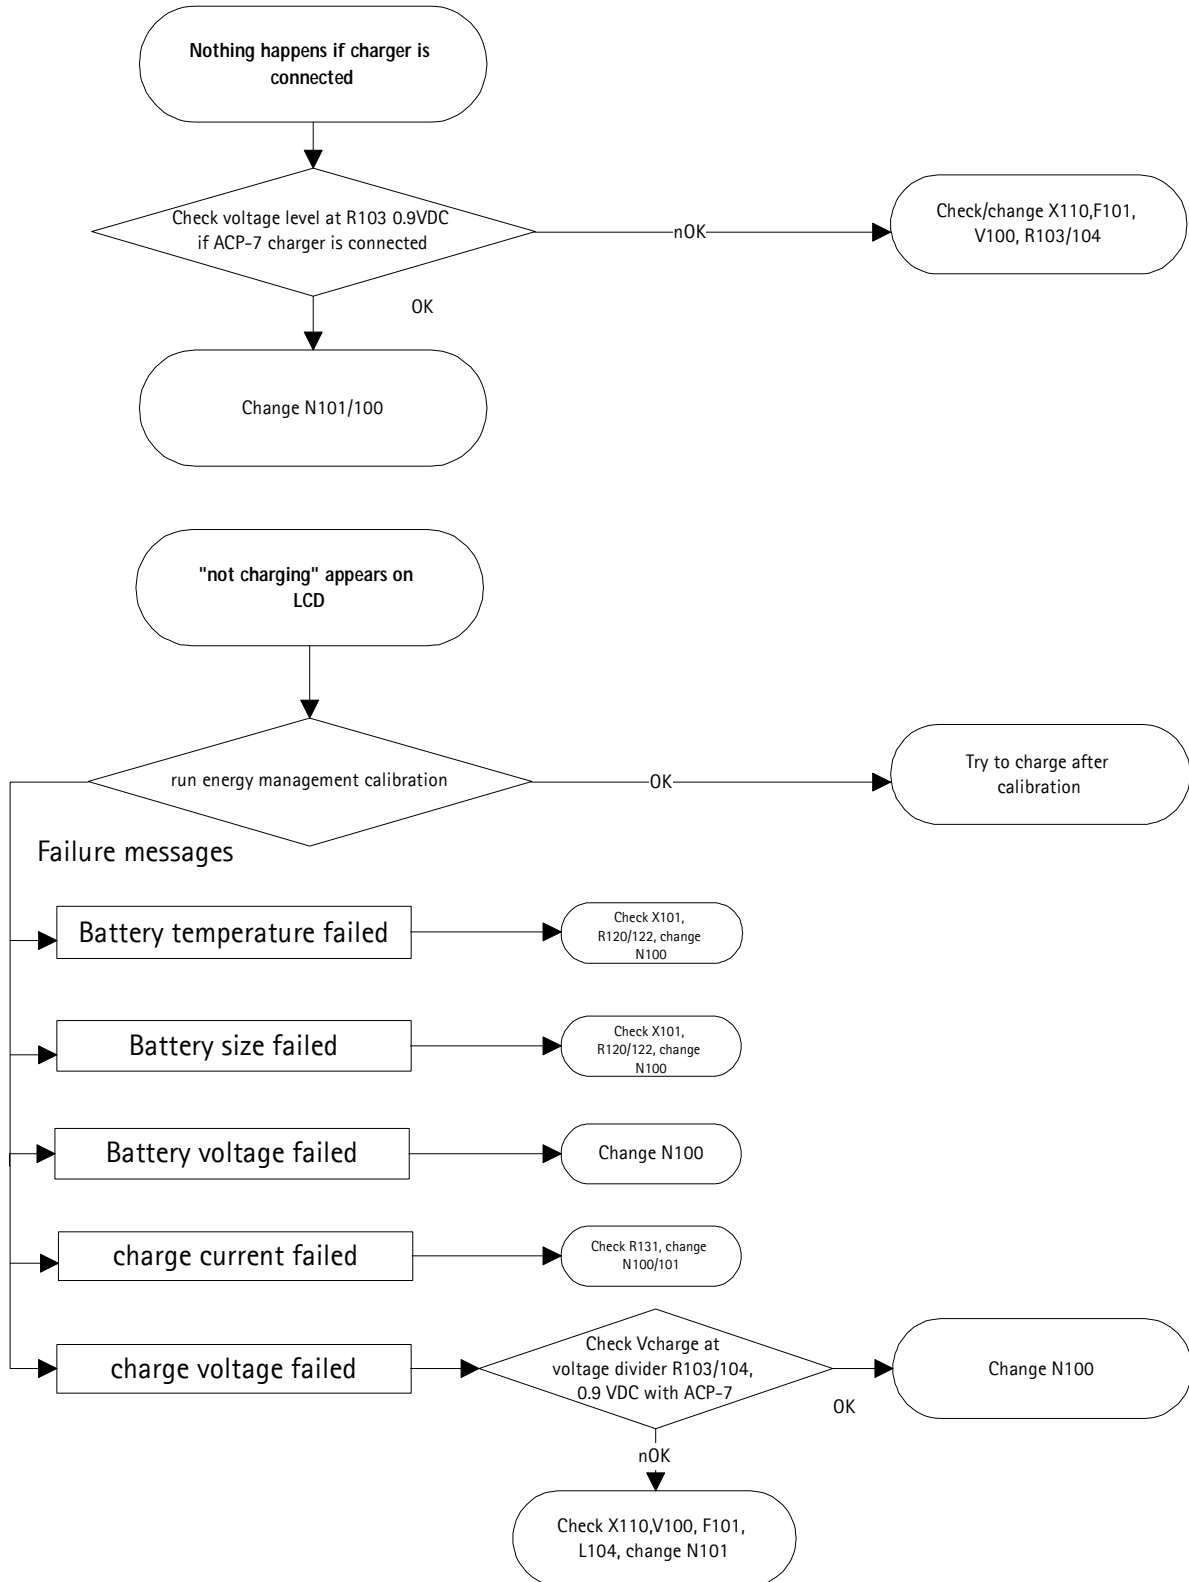 Nothing happens if charger is
connected
Check voltage level at R103 0.9VDC
if ACP-7 charger is connected
nOK
Check/change X110,F101,
V100, R103/104
OK
Change N101/100
"not charging" appears on
LCD
run energy management calibration
OK
Try to charge after
calibration
Failure messages
Battery temperature failed
Check X101,
R120/122, change
N100
Battery size failed
Check X101,
R120/122, change
N100
Battery voltage failed
Change N100
charge current failed
Check R131, change
N100/101
charge voltage failed
Check Vcharge at
voltage divider R103/104,
0.9 VDC with ACP-7
OK
Change N100
nOK
Check X110,V100, F101,
L104, change N101